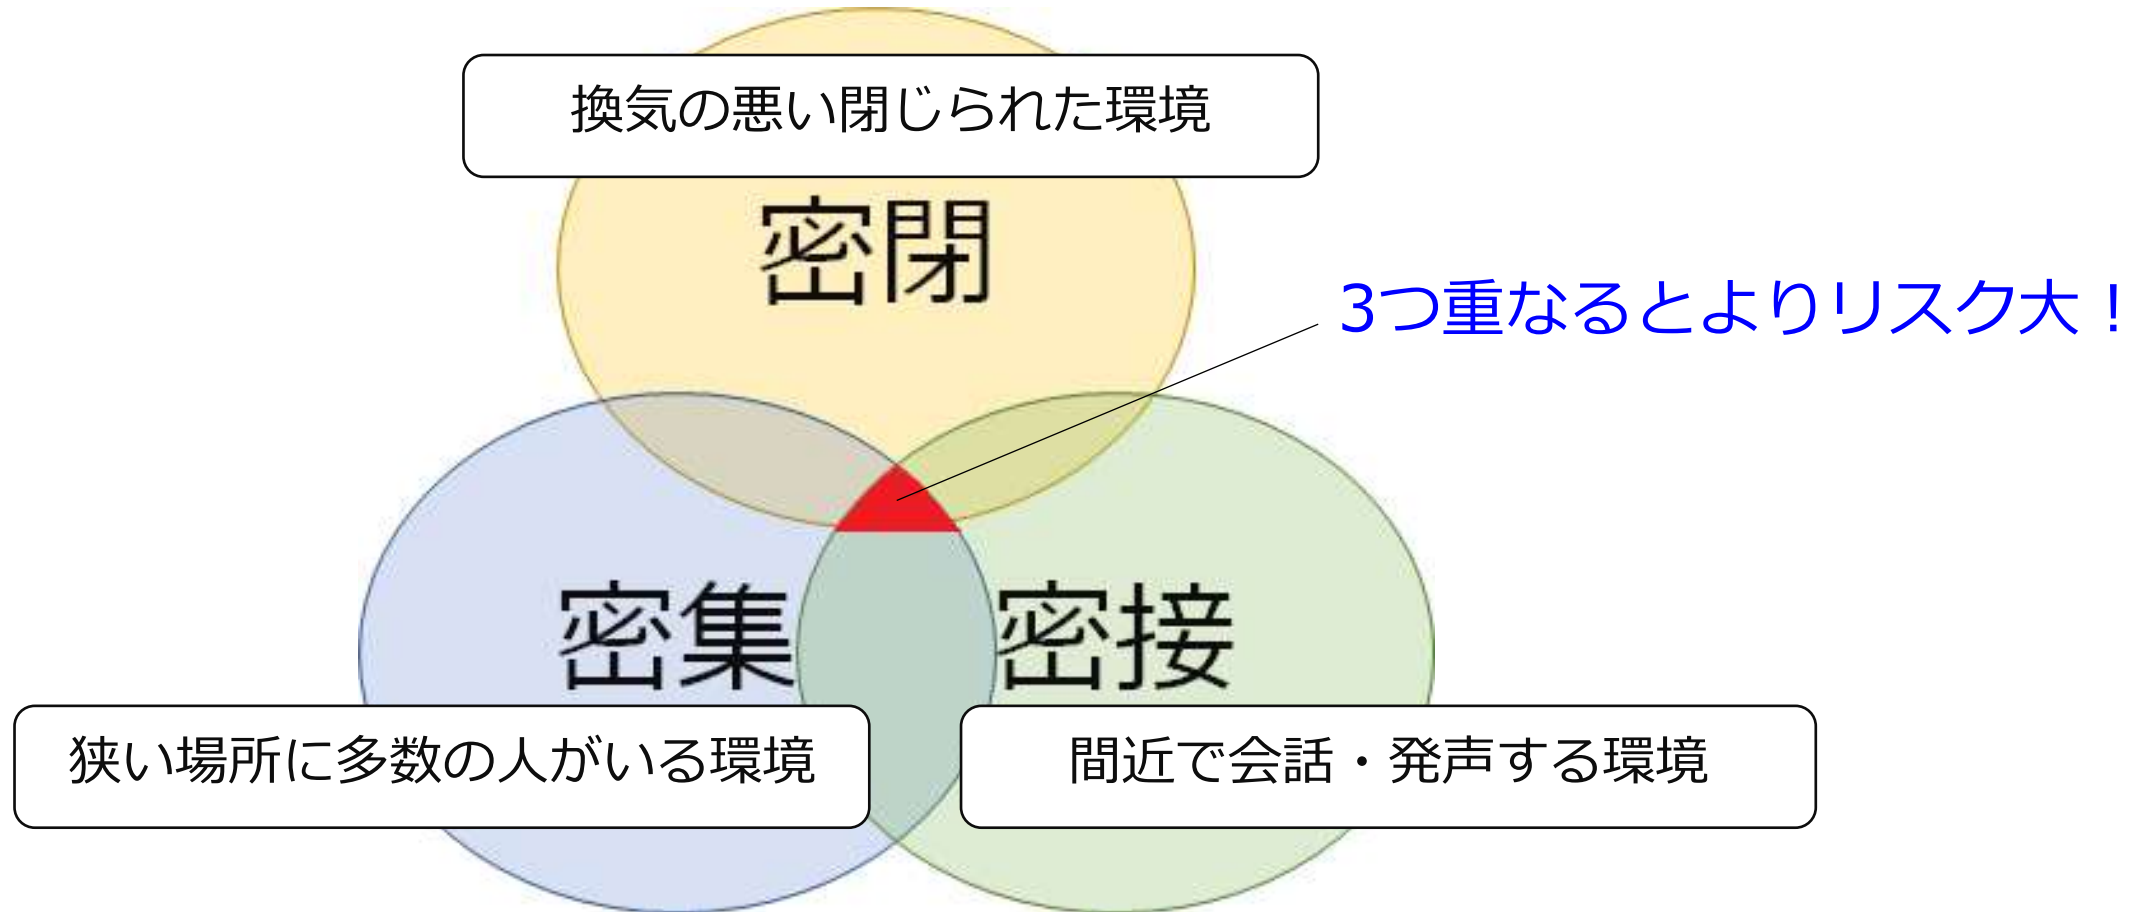 換気の悪い閉じられた環境
密閉
3つ重なるとよりリスク大！
密集
密接
狭い場所に多数の人がいる環境
間近で会話・発声する環境